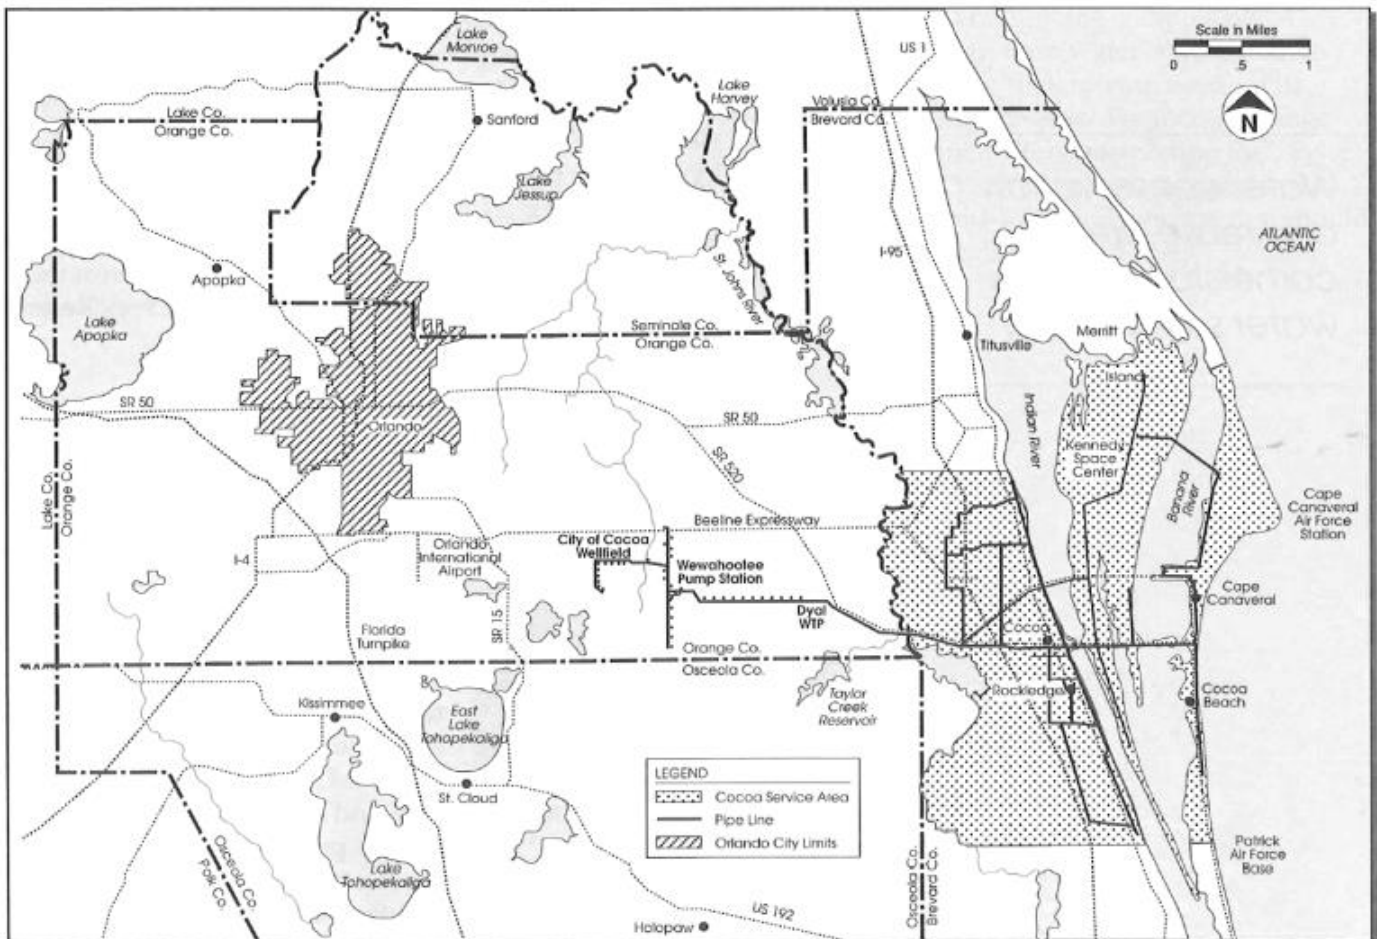 Lake
Monroe
US 1
Scale in Miles
0 .5 1
N
Lake
Harvey
Lake Co.
Orange Co.
Sanford
Volusia Co.
Brevard Co.
Lake
Jessup
ATLANTIC
OCEAN
I-95
St. Johns River
Apopka
Lake
Apopka
Seminole Co.
Orange Co.
Merritt
Island
Titusville
SR 50
Orlando
SR 50
Indian River
Kennedy
Space
Center
SR 520
Banana
River
Lake Co.
Orange Co.
Cape
Canaveral
Air Force
Station
Beeline Expressway
I-4
Orlando
International
Airport
City of Cocoa
Wellfield
Wewahootee
Pump Station
Dyal
WTP
Cape
Canaveral
Cocoa
SR 15
Florida
Turnpike
Orange Co.
Osceola Co.
Taylor
Creek
Reservoir
Rockledge
Cocoa
Beach
Kissimmee
East
Lake
Tohopekaliga
St. Cloud
LEGEND
Cocoa Service Area
Pipe Line
Orlando City Limits
Osceola Co.
Polk Co.
Lake
Tohopekaliga
Osceola Co.
Brevard Co.
Patrick
Air Force
Base
US 192
Holopaw